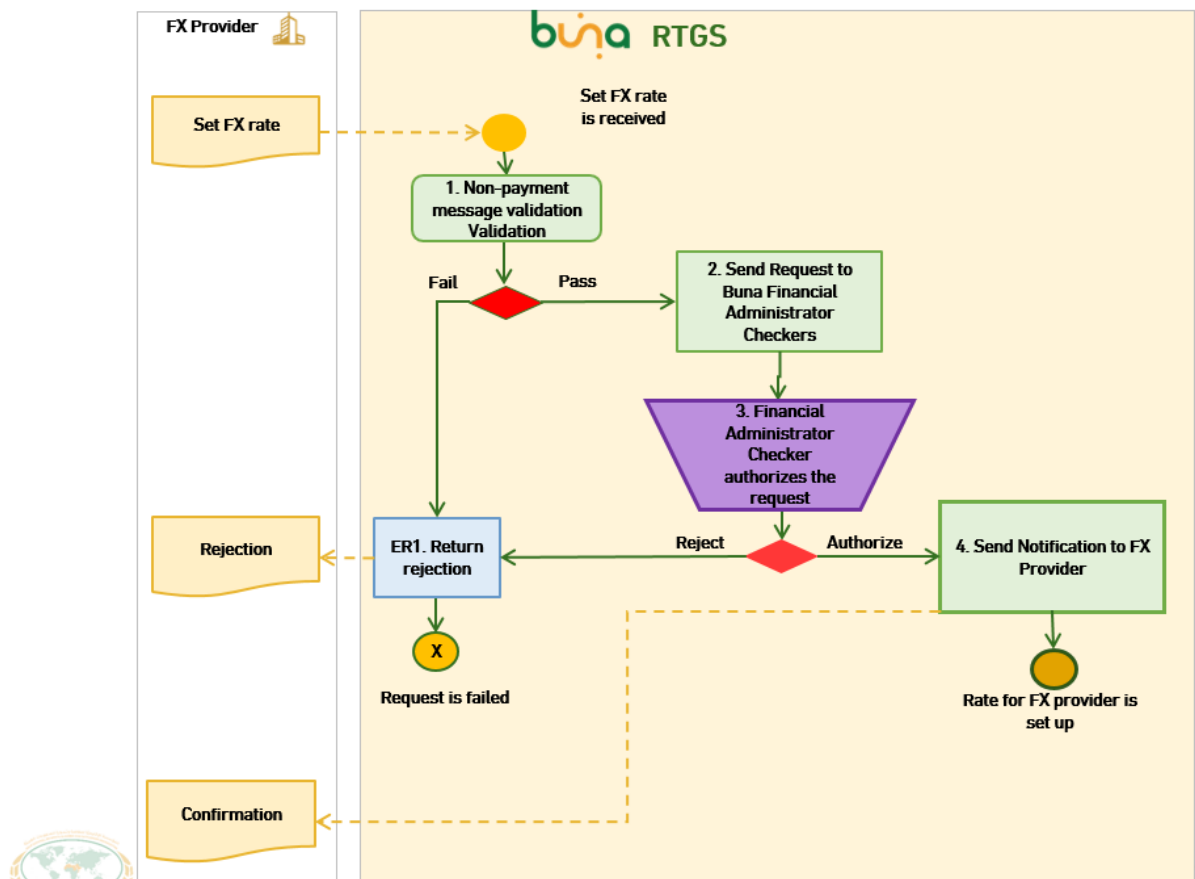 FX Provider
buna RTGS
Set FX rate
is received
Set FX rate
1. Non-payment
message validation
Validation
Fail
Pass
2. Send Request to
Buna Financial
Administrator
Checkers
3. Financial
Administrator
Checker
authorizes the
request
Reject
Authorize
Rejection
ER1. Return
rejection
4. Send Notification to FX
Provider
X
Request is failed
Rate for FX provider is
set up
Confirmation